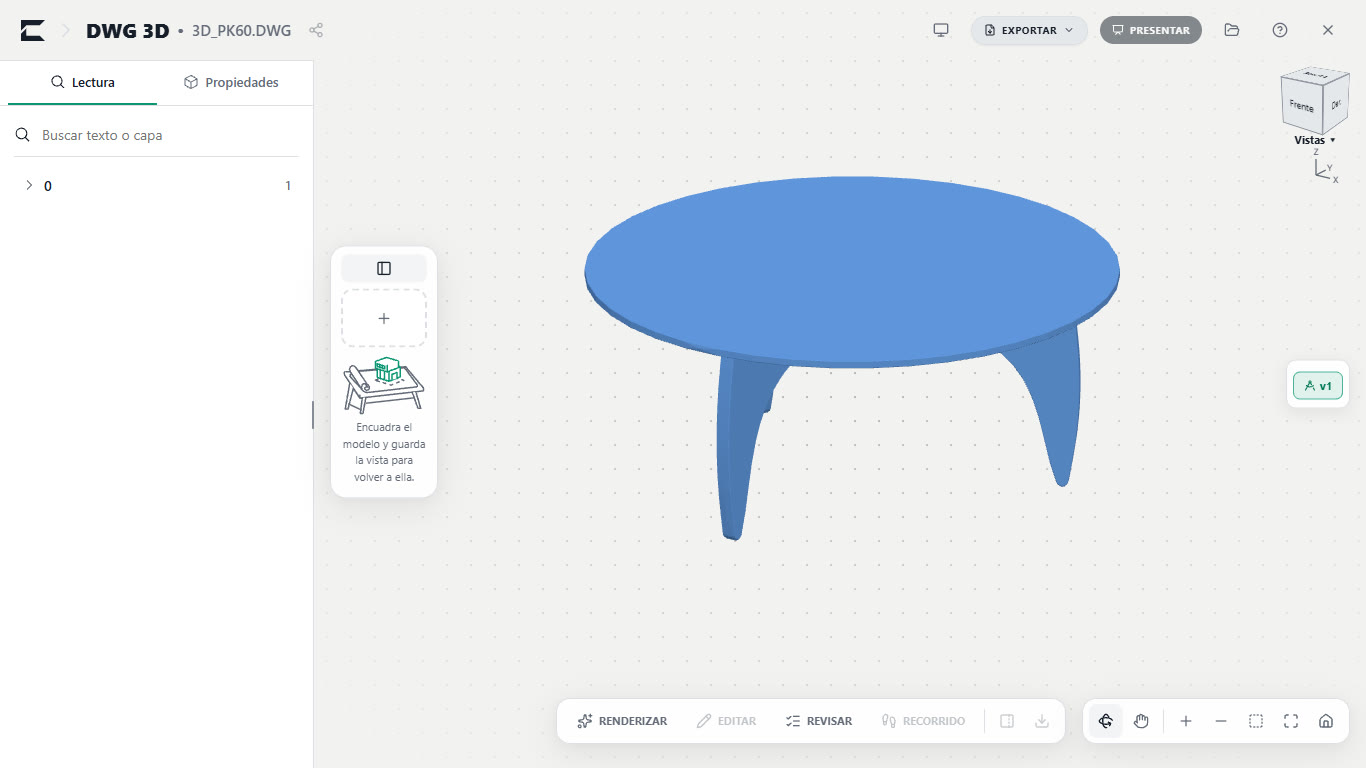 DWG 3D • 3D_PK60.DWG
EXPORTAR
PRESENTAR
Lectura
Propiedades
Buscar texto o capa
0 1
Frente
Vistas ▾
Z
Y
X
Encuadra el
modelo y guarda
la vista para
volver a ella.
v1
RENDERIZAR
EDITAR
REVISAR
RECORRIDO